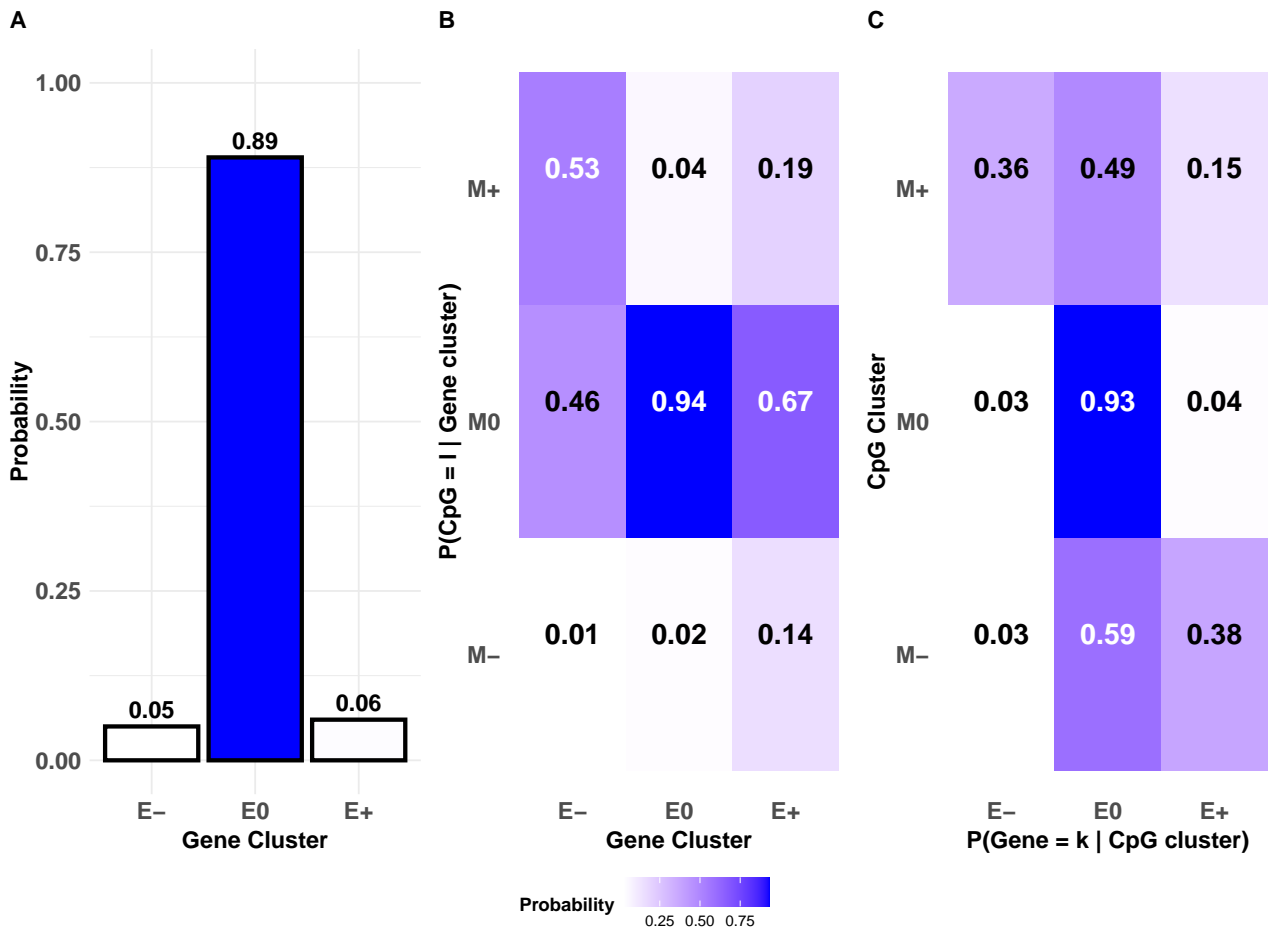 A
1.00
0.75
0.50
0.25
0.00
Probability
0.89
0.05
0.06
E−
E0
E+
Gene Cluster
B
P(CpG = l | Gene cluster)
M+
M0
M−
0.53
0.04
0.19
0.46
0.94
0.67
0.01
0.02
0.14
E−
E0
E+
Gene Cluster
C
CpG Cluster
M+
M0
M−
0.36
0.49
0.15
0.03
0.93
0.04
0.03
0.59
0.38
E−
E0
E+
P(Gene = k | CpG cluster)
Probability
0.25
0.50
0.75